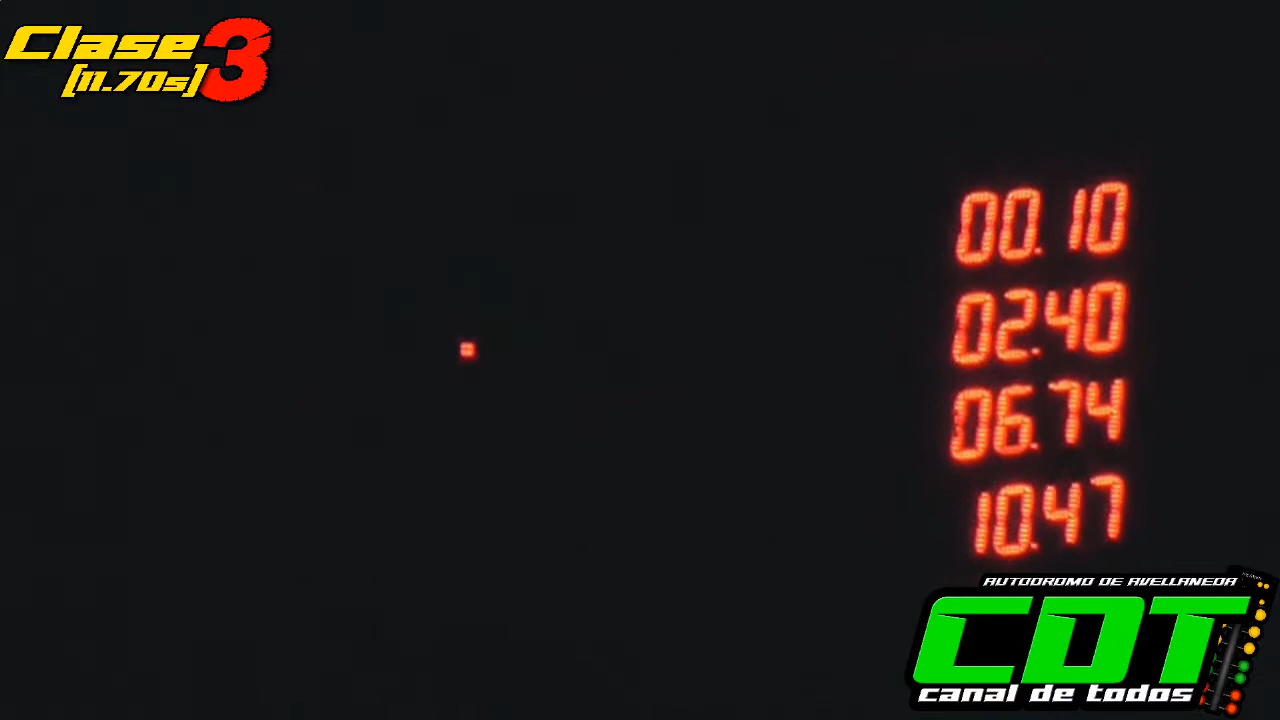 Clase 3
[11.70s]
00.10
02.40
06.74
10.47
AUTODROMO DE AVELLANEDA
CDT
canal de todos